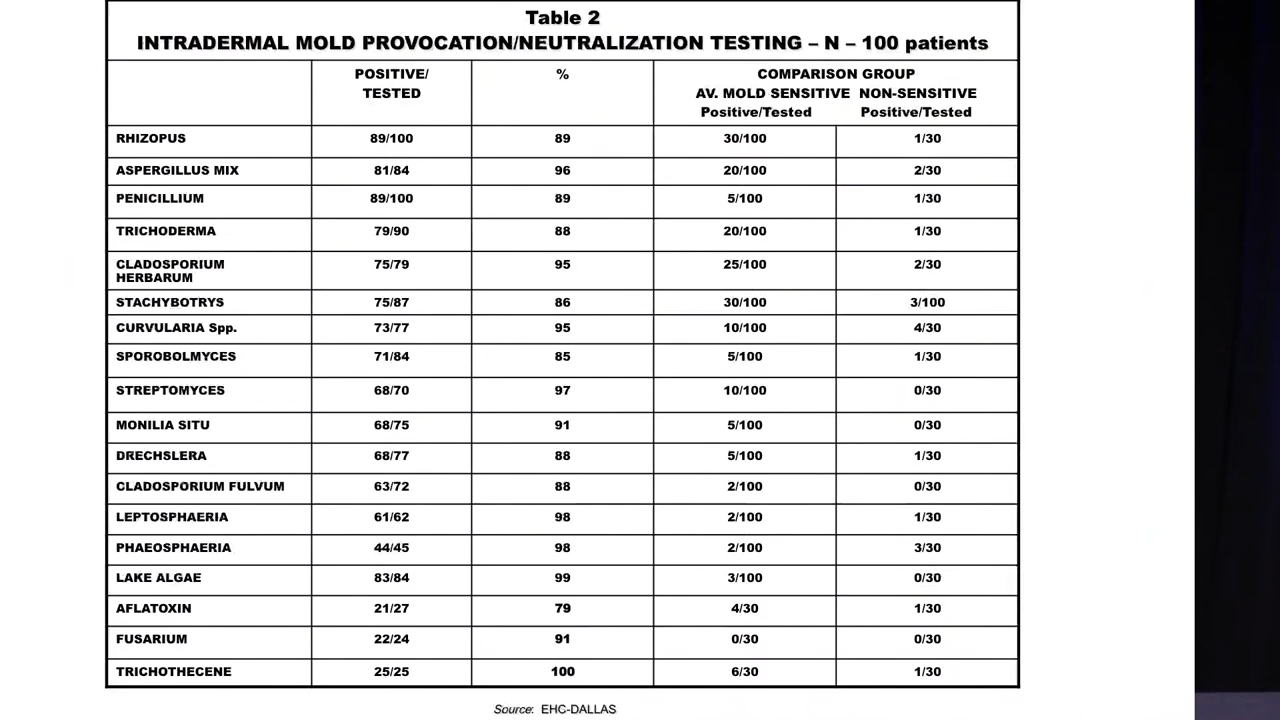 Table 2
INTRADERMAL MOLD PROVOCATION/NEUTRALIZATION TESTING – N – 100 patients
POSITIVE/ % COMPARISON GROUP
TESTED AV. MOLD SENSITIVE NON-SENSITIVE
Positive/Tested Positive/Tested
RHIZOPUS 89/100 89 30/100 1/30
ASPERGILLUS MIX 81/84 96 20/100 2/30
PENICILLIUM 89/100 89 5/100 1/30
TRICHODERMA 79/90 88 20/100 1/30
CLADOSPORIUM 75/79 95 25/100 2/30
HERBARUM
STACHYBOTRYS 75/87 86 30/100 3/100
CURVULARIA Spp. 73/77 95 10/100 4/30
SPOROBOLMYCES 71/84 85 5/100 1/30
STREPTOMYCES 68/70 97 10/100 0/30
MONILIA SITU 68/75 91 5/100 0/30
DRECHSLERA 68/77 88 5/100 1/30
CLADOSPORIUM FULVUM 63/72 88 2/100 0/30
LEPTOSPHAERIA 61/62 98 2/100 1/30
PHAEOSPHAERIA 44/45 98 2/100 3/30
LAKE ALGAE 83/84 99 3/100 0/30
AFLATOXIN 21/27 79 4/30 1/30
FUSARIUM 22/24 91 0/30 0/30
TRICHOTHECENE 25/25 100 6/30 1/30
Source: EHC-DALLAS